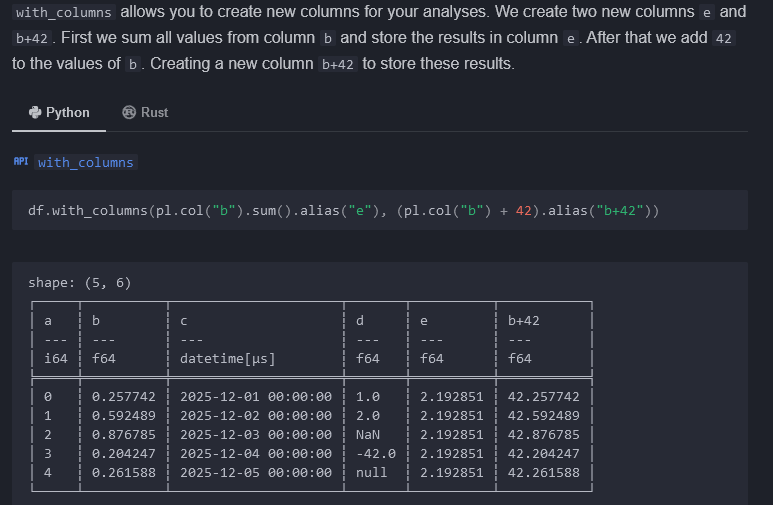 with_columns allows you to create new columns for your analyses. We create two new columns e and
b+42 . First we sum all values from column b and store the results in column e . After that we add 42
to the values of b . Creating a new column b+42 to store these results.
Python Rust
API with_columns
df.with_columns(pl.col("b").sum().alias("e"), (pl.col("b") + 42).alias("b+42"))
shape: (5, 6)
a b c d e b+42
--- --- --- --- --- ---
i64 f64 datetime[μs] f64 f64 f64
0 0.257742 2025-12-01 00:00:00 1.0 2.192851 42.257742
1 0.592489 2025-12-02 00:00:00 2.0 2.192851 42.592489
2 0.876785 2025-12-03 00:00:00 NaN 2.192851 42.876785
3 0.204247 2025-12-04 00:00:00 -42.0 2.192851 42.204247
4 0.261588 2025-12-05 00:00:00 null 2.192851 42.261588